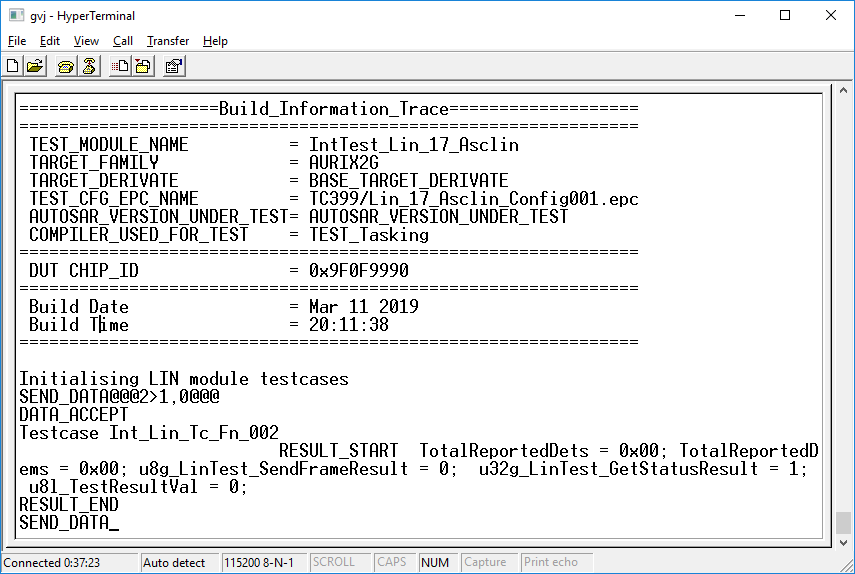 gvj - HyperTerminal
File Edit View Call Transfer Help
====================Build_Information_Trace===================
==============================================================
TEST_MODULE_NAME = IntTest_Lin_17_Asclin
TARGET_FAMILY = AURIX2G
TARGET_DERIVATE = BASE_TARGET_DERIVATE
TEST_CFG_EPC_NAME = TC399/Lin_17_Asclin_Config001.epc
AUTOSAR_VERSION_UNDER_TEST= AUTOSAR_VERSION_UNDER_TEST
COMPILER_USED_FOR_TEST = TEST_Tasking
==============================================================
DUT CHIP_ID = 0x9F0F9990
==============================================================
Build Date = Mar 11 2019
Build Time = 20:11:38
==============================================================
Initialising LIN module testcases
SEND_DATA@@@2>1,0@@@
DATA_ACCEPT
Testcase Int_Lin_Tc_Fn_002
RESULT_START TotalReportedDets = 0x00; TotalReportedD
ems = 0x00; u8g_LinTest_SendFrameResult = 0; u32g_LinTest_GetStatusResult = 1;
u8l_TestResultVal = 0;
RESULT_END
SEND_DATA_
Connected 0:37:23 Auto detect 115200 8-N-1 SCROLL CAPS NUM Capture Print echo